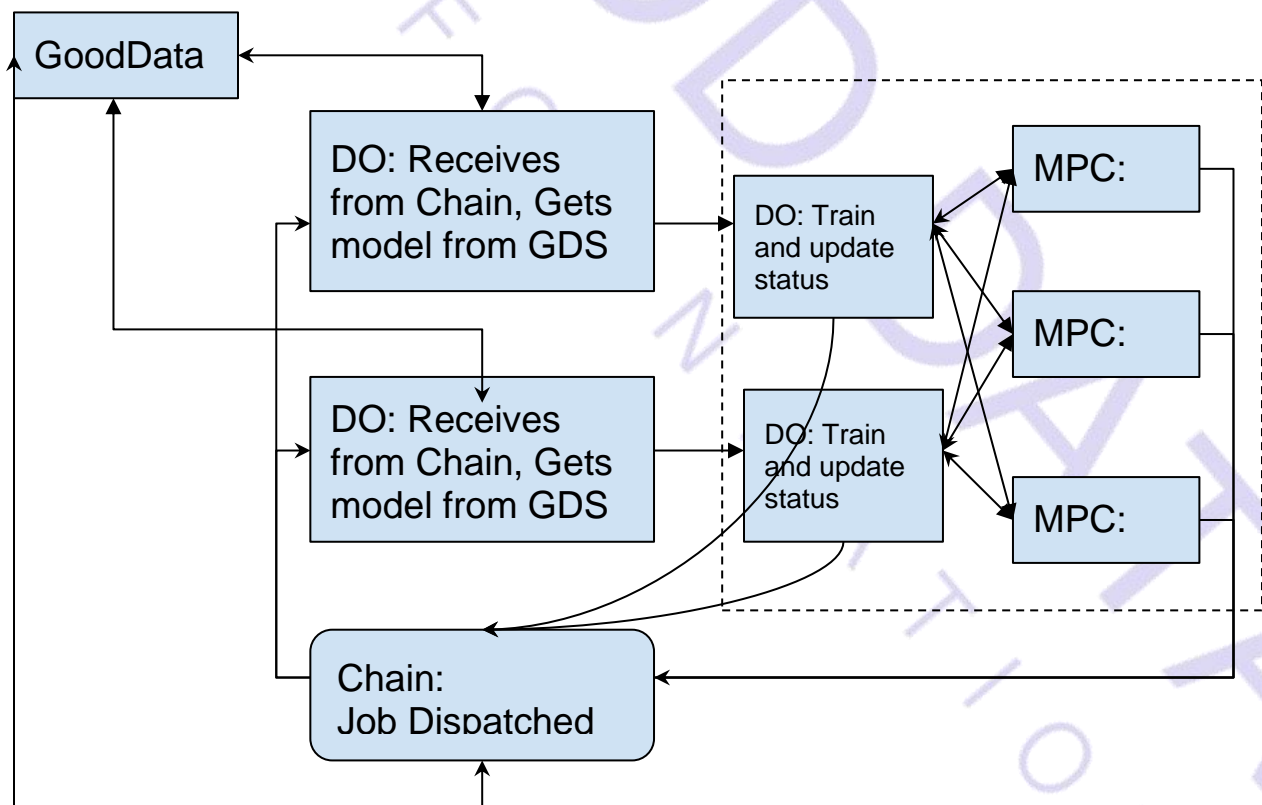 GoodData
DO: Receives
from Chain, Gets
model from GDS
DO: Train
and update
status
MPC:
MPC:
DO: Receives
from Chain, Gets
model from GDS
DO: Train
and update
status
MPC:
Chain:
Job Dispatched